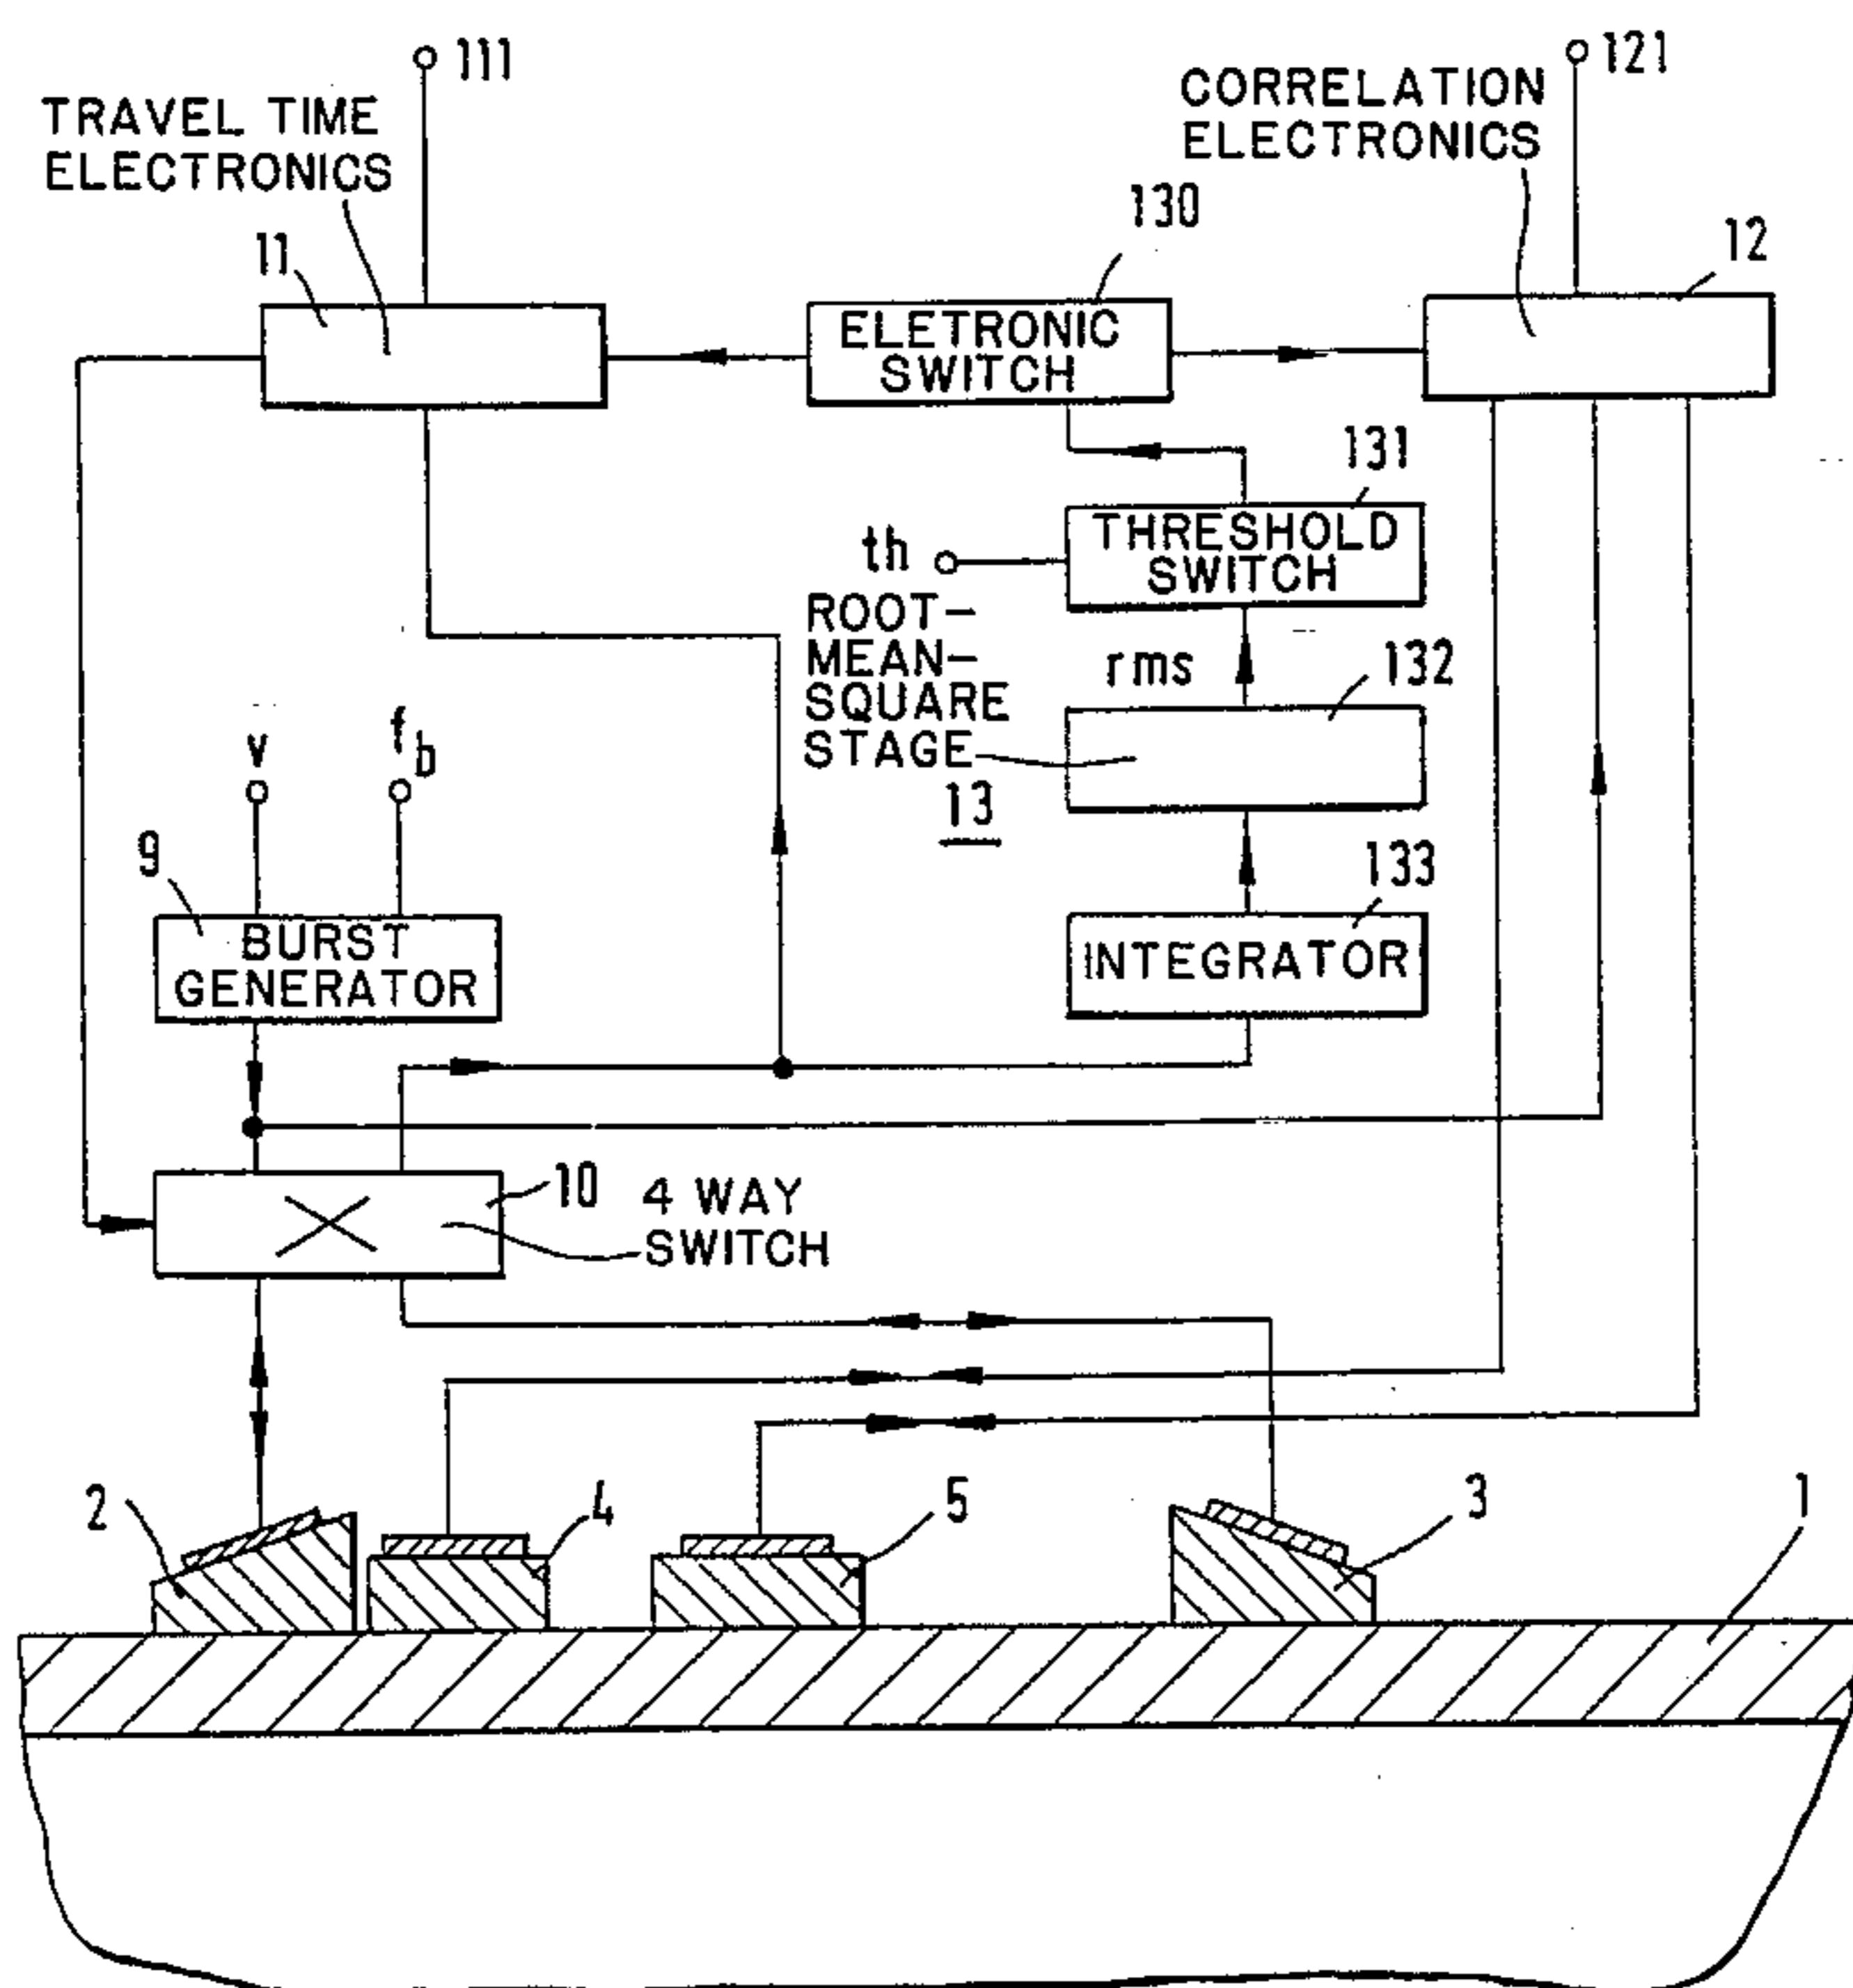 111
121
TRAVEL TIME
ELECTRONICS
CORRELATION
ELECTRONICS
130
11
12
ELETRONIC
SWITCH
131
th
THRESHOLD
SWITCH
ROOT-
MEAN-
SQUARE
STAGE
rms
132
13
v
fb
9
133
BURST
GENERATOR
INTEGRATOR
10
4 WAY
SWITCH
2
4
5
3
1